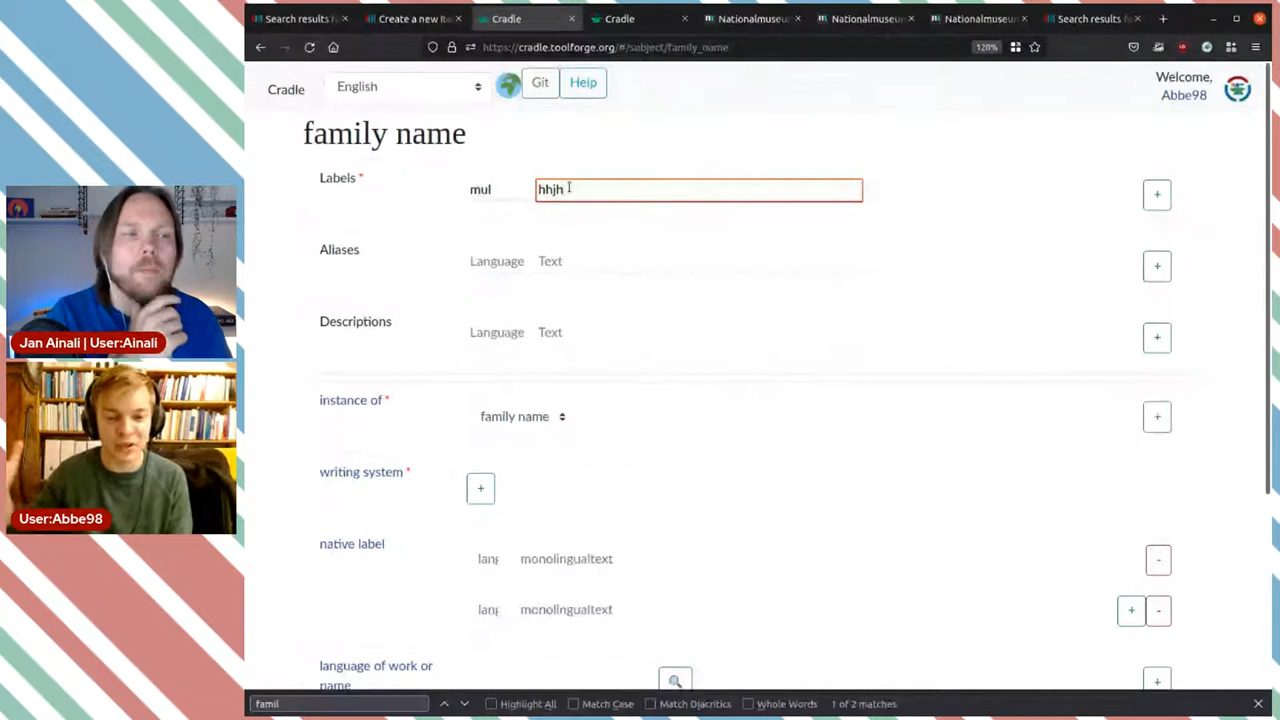 Search results f
Create a new Ite
Cradle
Cradle
Nationalmuseum
Nationalmuseum
Nationalmuseum
Search results f
https://cradle.toolforge.org/#/subject/family_name
120%
Cradle
English
Git
Help
Welcome,
Abbe98
family name
Labels *
mul
hhjh
+
Aliases
Language
Text
+
Descriptions
Language
Text
+
instance of *
family name
+
writing system *
+
native label
lang
monolingualtext
-
lang
monolingualtext
+ -
language of work or
name
+
Jan Ainali | User:Ainali
User:Abbe98
famil
Highlight All
Match Case
Match Diacritics
Whole Words
1 of 2 matches